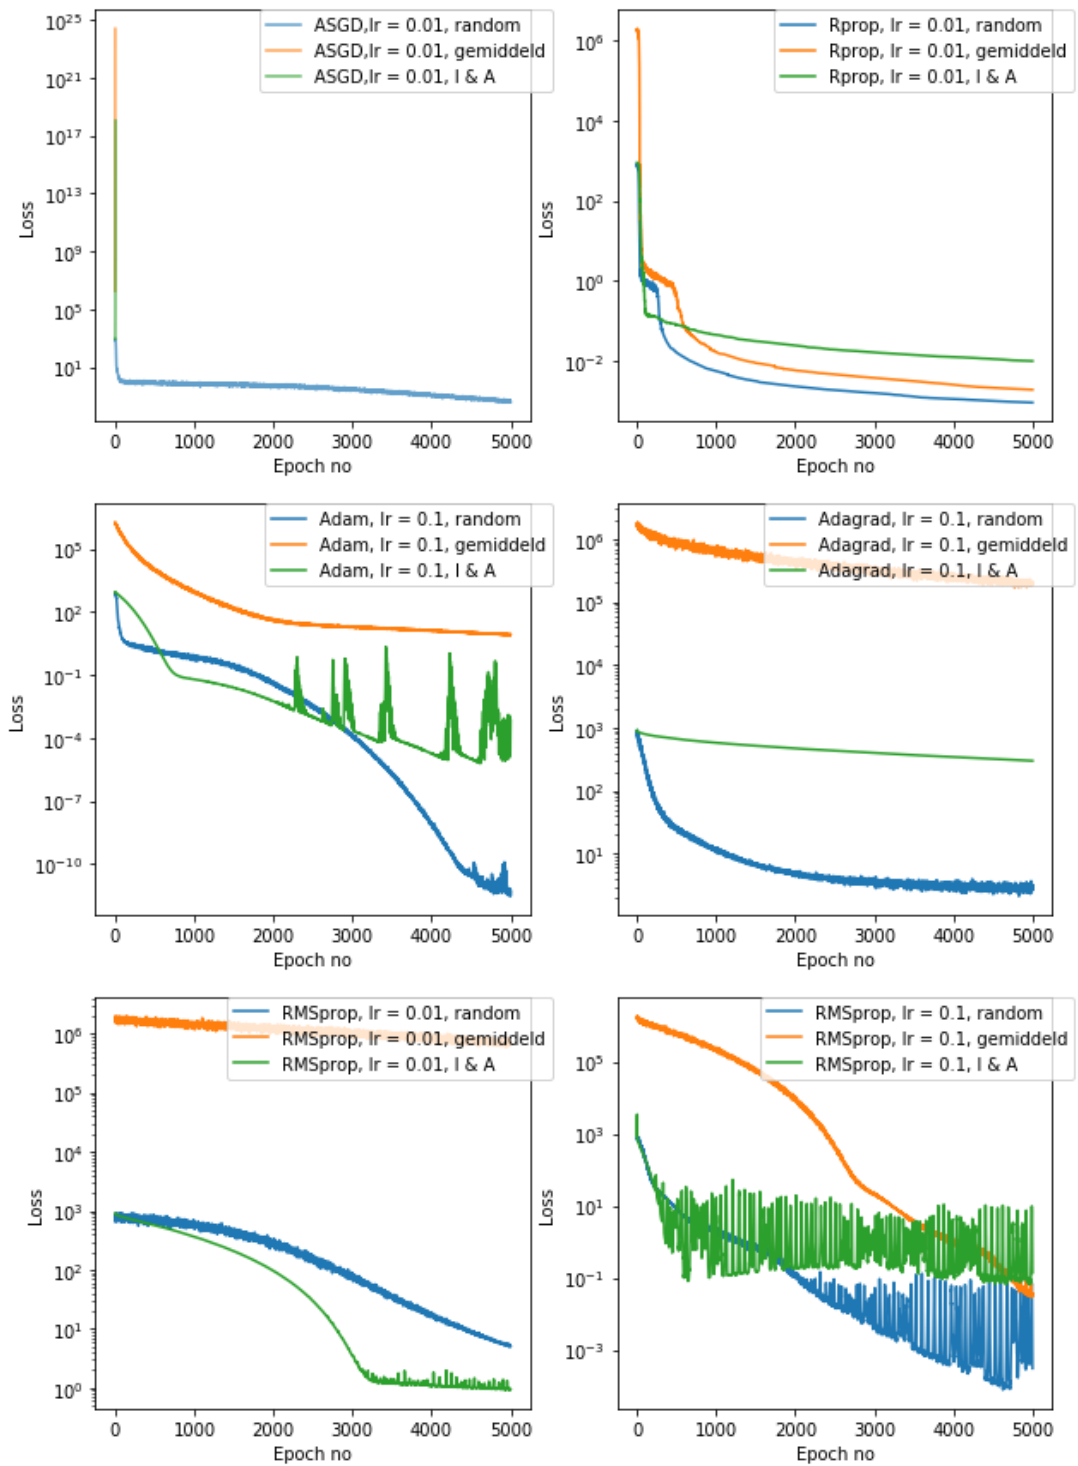 ASGD,lr = 0.01, random
ASGD,lr = 0.01, gemiddeld
ASGD,lr = 0.01, I & A
10^25
10^21
10^17
10^13
10^9
10^5
10^1
Loss
0 1000 2000 3000 4000 5000
Epoch no
Rprop, lr = 0.01, random
Rprop, lr = 0.01, gemiddeld
Rprop, lr = 0.01, I & A
10^6
10^4
10^2
10^0
10^-2
Loss
0 1000 2000 3000 4000 5000
Epoch no
Adam, lr = 0.1, random
Adam, lr = 0.1, gemiddeld
Adam, lr = 0.1, I & A
10^5
10^2
10^-1
10^-4
10^-7
10^-10
Loss
0 1000 2000 3000 4000 5000
Epoch no
Adagrad, lr = 0.1, random
Adagrad, lr = 0.1, gemiddeld
Adagrad, lr = 0.1, I & A
10^6
10^5
10^4
10^3
10^2
10^1
Loss
0 1000 2000 3000 4000 5000
Epoch no
RMSprop, lr = 0.01, random
RMSprop, lr = 0.01, gemiddeld
RMSprop, lr = 0.01, I & A
10^6
10^5
10^4
10^3
10^2
10^1
10^0
Loss
0 1000 2000 3000 4000 5000
Epoch no
RMSprop, lr = 0.1, random
RMSprop, lr = 0.1, gemiddeld
RMSprop, lr = 0.1, I & A
10^5
10^3
10^1
10^-1
10^-3
Loss
0 1000 2000 3000 4000 5000
Epoch no